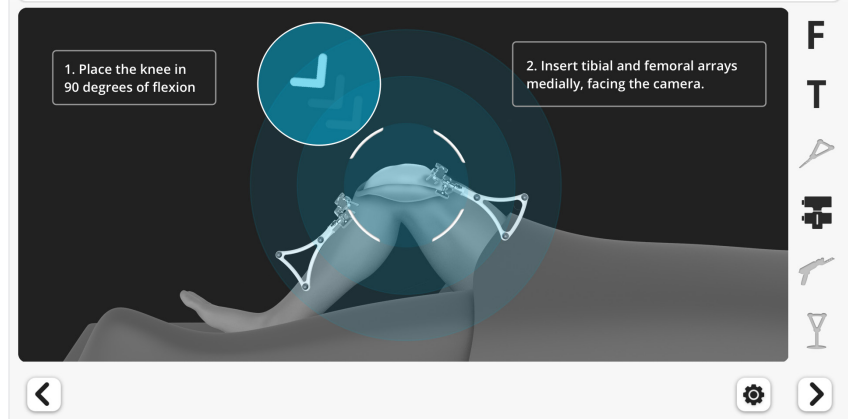 1. Place the knee in
90 degrees of flexion
2. Insert tibial and femoral arrays
medially, facing the camera.
F
T